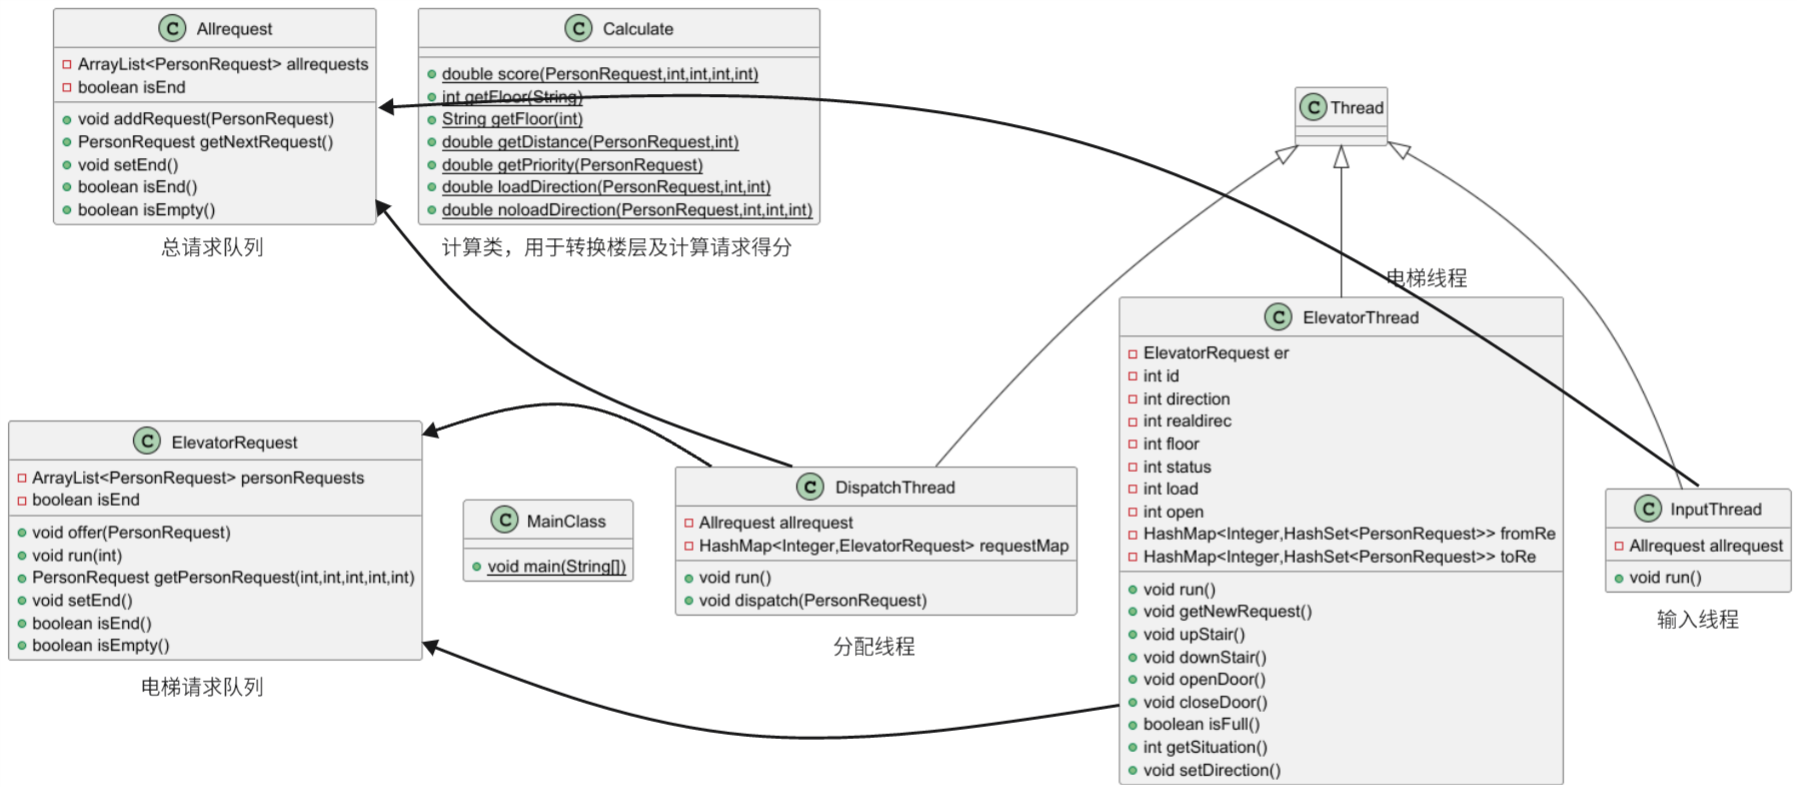 C Allrequest
ArrayList<PersonRequest> allrequests
boolean isEnd
void addRequest(PersonRequest)
PersonRequest getNextRequest()
void setEnd()
boolean isEnd()
boolean isEmpty()
总请求队列
C Calculate
double score(PersonRequest,int,int,int,int)
int getFloor(String)
String getFloor(int)
double getDistance(PersonRequest,int)
double getPriority(PersonRequest)
double loadDirection(PersonRequest,int,int)
double noloadDirection(PersonRequest,int,int,int)
计算类，用于转换楼层及计算请求得分
C Thread
电梯线程
C ElevatorThread
ElevatorRequest er
int id
int direction
int realdirec
int floor
int status
int load
int open
HashMap<Integer,HashSet<PersonRequest>> fromRe
HashMap<Integer,HashSet<PersonRequest>> toRe
void run()
void getNewRequest()
void upStair()
void downStair()
void openDoor()
void closeDoor()
boolean isFull()
int getSituation()
void setDirection()
C ElevatorRequest
ArrayList<PersonRequest> personRequests
boolean isEnd
void offer(PersonRequest)
void run(int)
PersonRequest getPersonRequest(int,int,int,int,int)
void setEnd()
boolean isEnd()
boolean isEmpty()
电梯请求队列
C MainClass
void main(String[])
C DispatchThread
Allrequest allrequest
HashMap<Integer,ElevatorRequest> requestMap
void run()
void dispatch(PersonRequest)
分配线程
C InputThread
Allrequest allrequest
void run()
输入线程